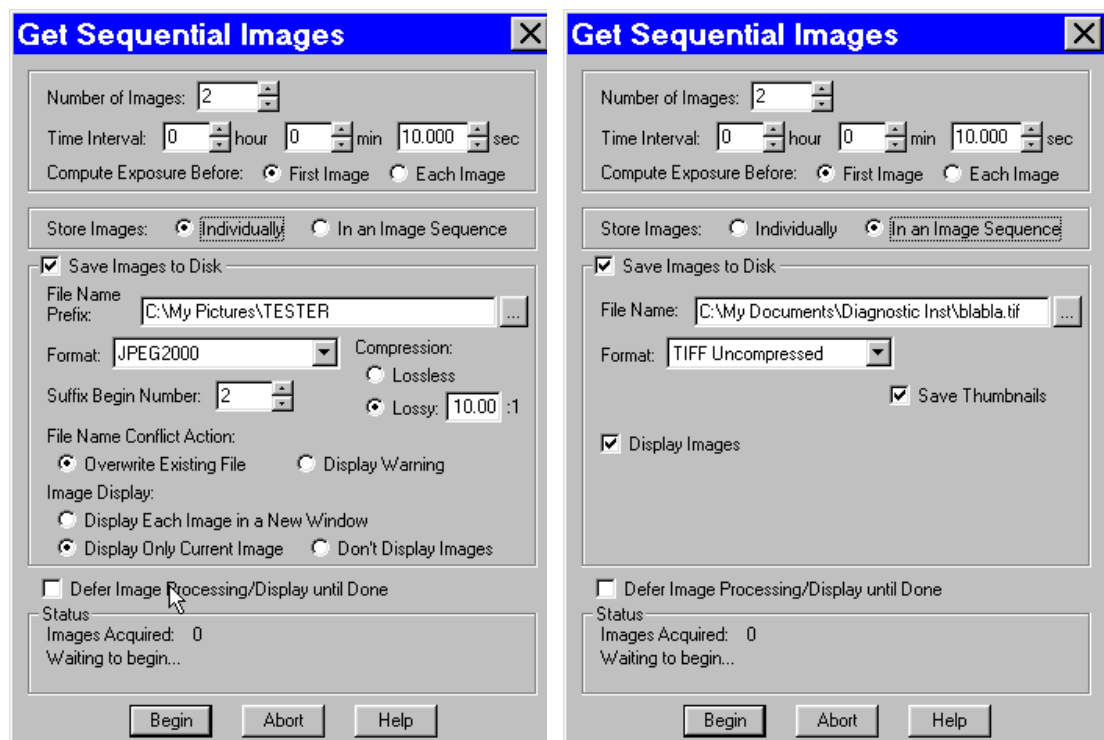 Get Sequential Images
Number of Images: 2
Time Interval: 0 hour 0 min 10.000 sec
Compute Exposure Before: First Image Each Image
Store Images: Individually In an Image Sequence
Save Images to Disk
File Name
Prefix: C:\My Pictures\TESTER ...
Format: JPEG2000 Compression:
Lossless
Suffix Begin Number: 2
Lossy: 10.00 :1
File Name Conflict Action:
Overwrite Existing File Display Warning
Image Display:
Display Each Image in a New Window
Display Only Current Image Don't Display Images
Defer Image Processing/Display until Done
Status
Images Acquired: 0
Waiting to begin...
Begin Abort Help
Get Sequential Images
Number of Images: 2
Time Interval: 0 hour 0 min 10.000 sec
Compute Exposure Before: First Image Each Image
Store Images: Individually In an Image Sequence
Save Images to Disk
File Name: C:\My Documents\Diagnostic Inst\blabla.tif ...
Format: TIFF Uncompressed
Save Thumbnails
Display Images
Defer Image Processing/Display until Done
Status
Images Acquired: 0
Waiting to begin...
Begin Abort Help